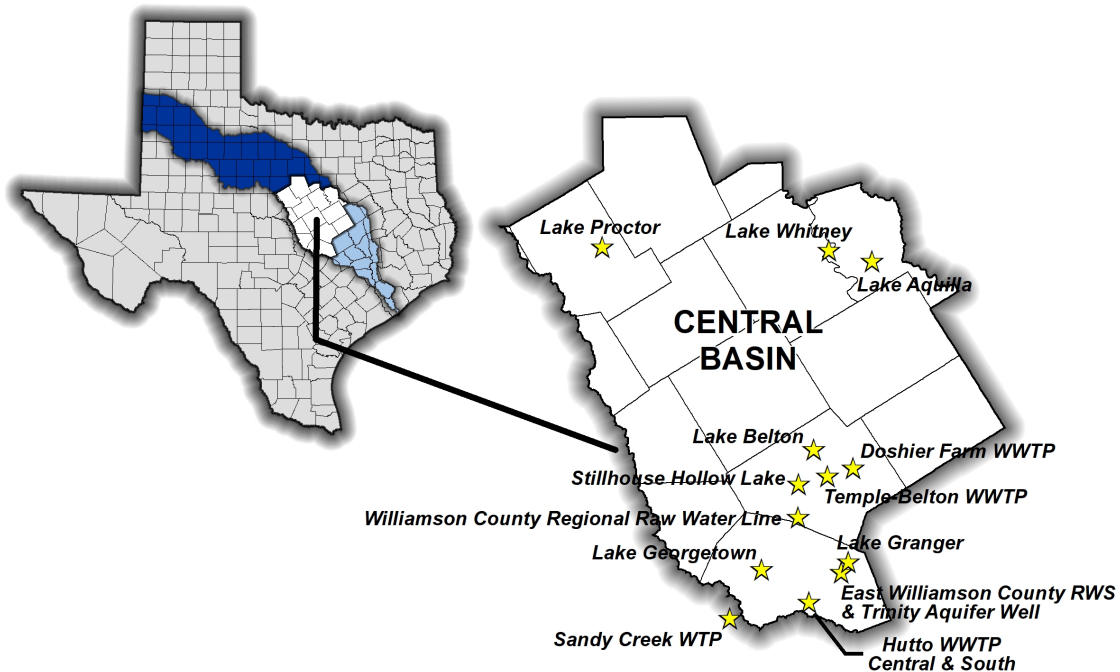 Lake Proctor
Lake Whitney
Lake Aquilla
CENTRAL
BASIN
Lake Belton
Doshier Farm WWTP
Stillhouse Hollow Lake
Temple-Belton WWTP
Williamson County Regional Raw Water Line
Lake Granger
Lake Georgetown
East Williamson County RWS
& Trinity Aquifer Well
Sandy Creek WTP
Hutto WWTP
Central & South